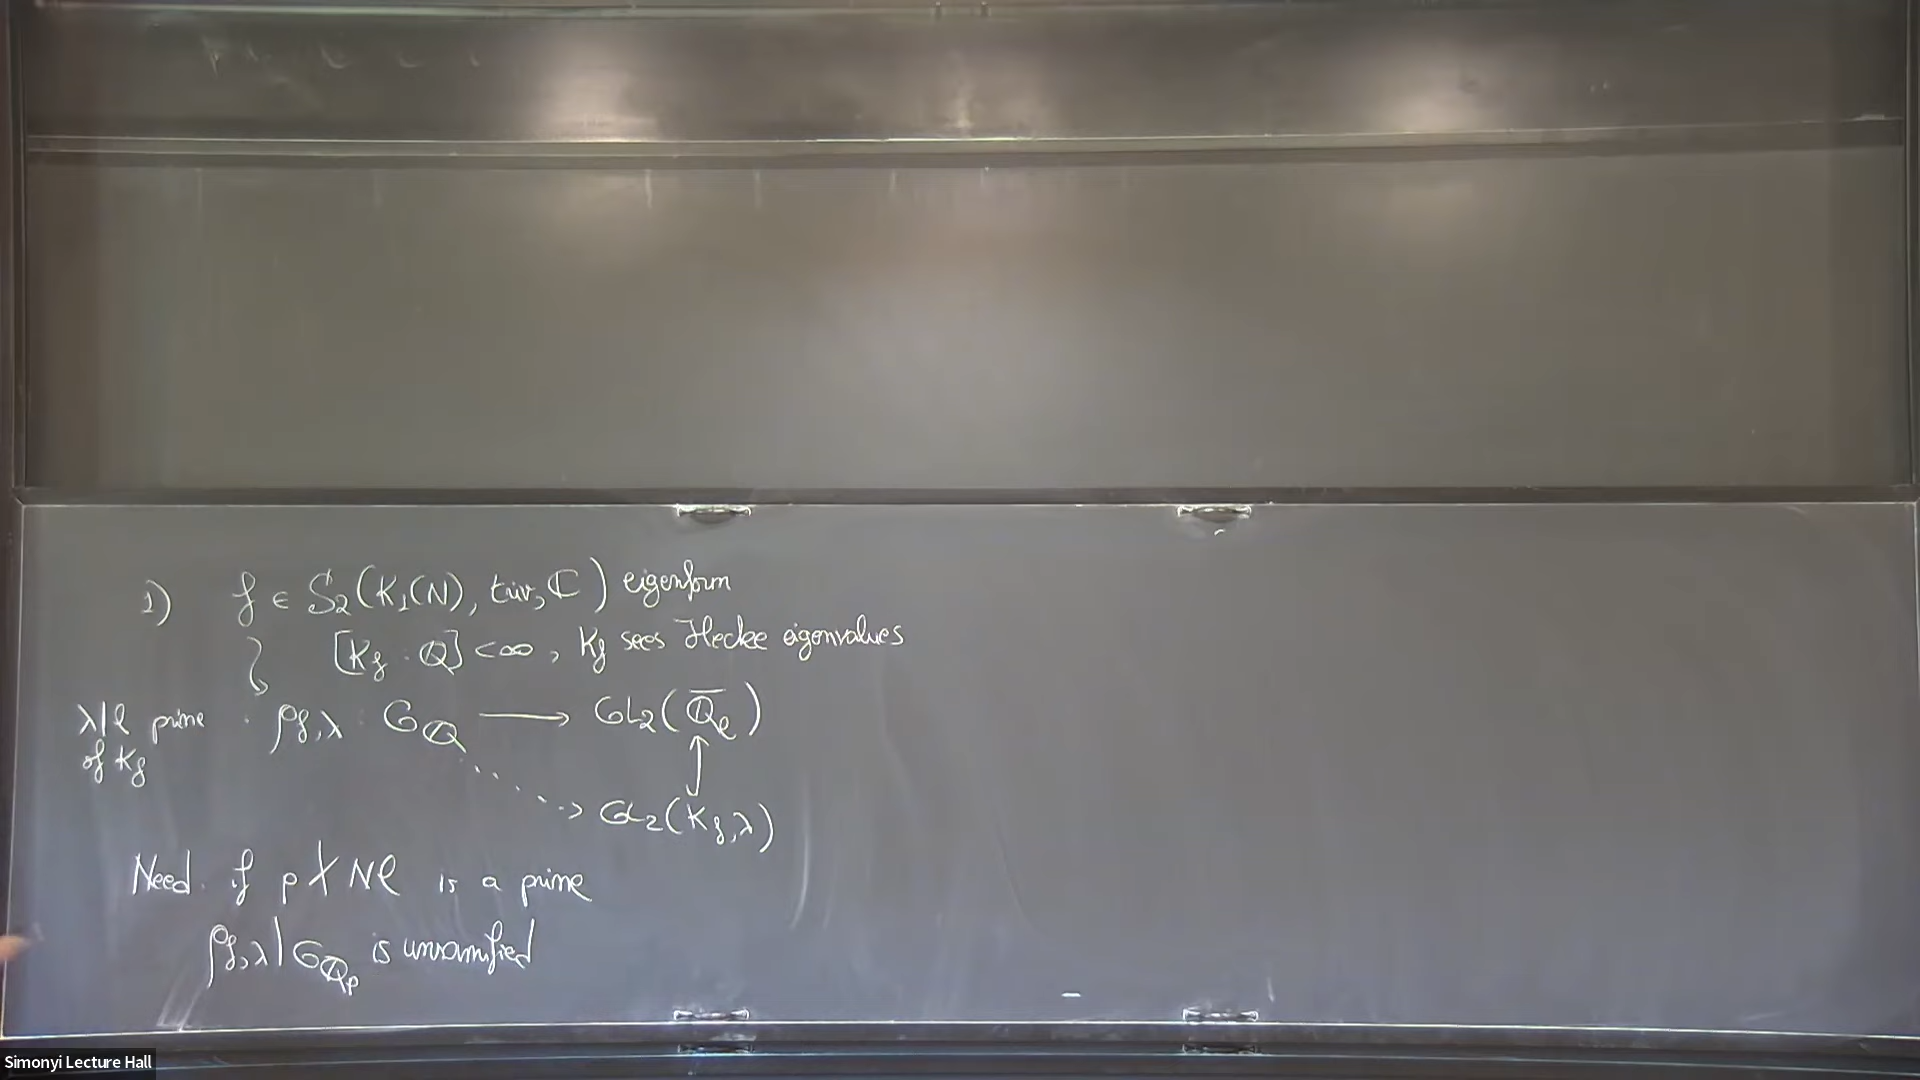 1) f ∈ S₂(K₁(N), triv, ℂ) eigenform
[K_f : ℚ] < ∞, K_f sees Hecke eigenvalues
λ|ℓ prime of K_f : ρ_{f,λ} : G_ℚ ⟶ GL₂(ℚ̄_ℓ)
GL₂(K_{f,λ})
Need: if p ∤ Nℓ is a prime
ρ_{f,λ}|G_{ℚ_p} is unramified
Simonyi Lecture Hall